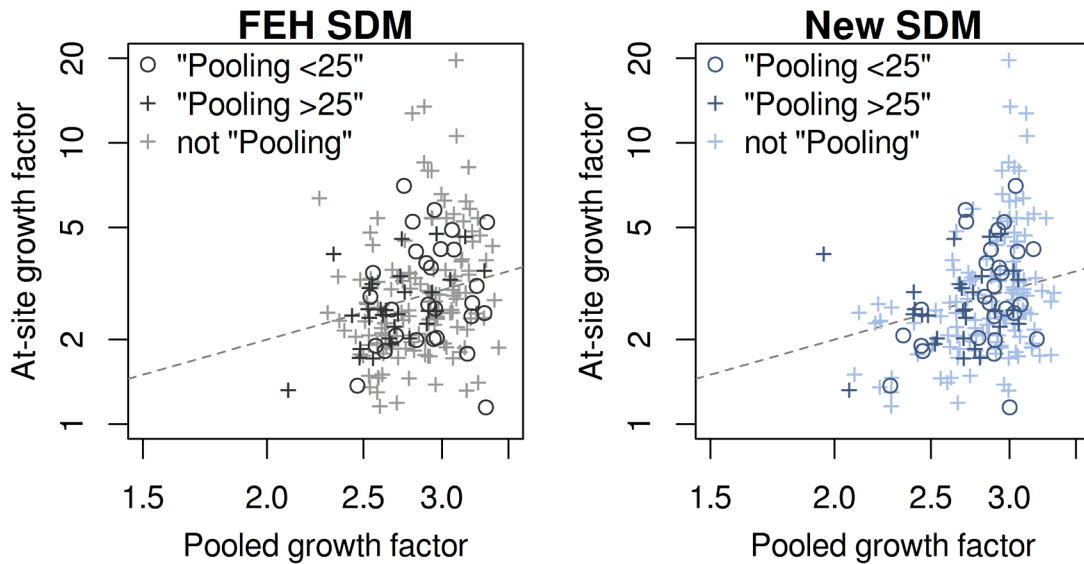 FEH SDM
At-site growth factor
20
10
5
2
1
"Pooling <25"
"Pooling >25"
not "Pooling"
1.5 2.0 2.5 3.0
Pooled growth factor
New SDM
At-site growth factor
20
10
5
2
1
"Pooling <25"
"Pooling >25"
not "Pooling"
1.5 2.0 2.5 3.0
Pooled growth factor